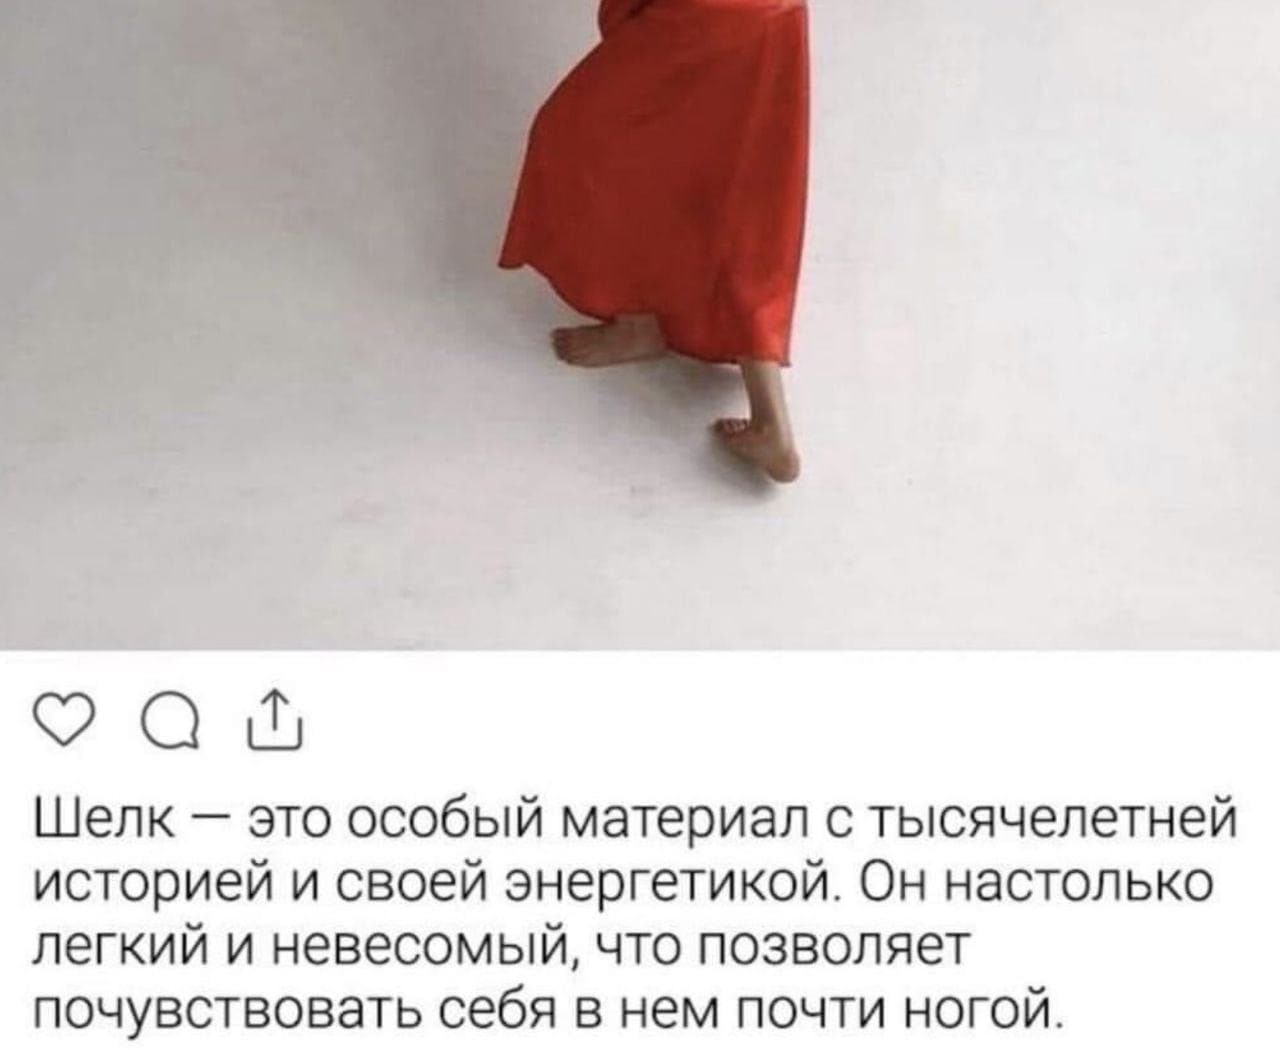 Шелк — это особый материал с тысячелетней
историей и своей энергетикой. Он настолько
легкий и невесомый, что позволяет
почувствовать себя в нем почти ногой.